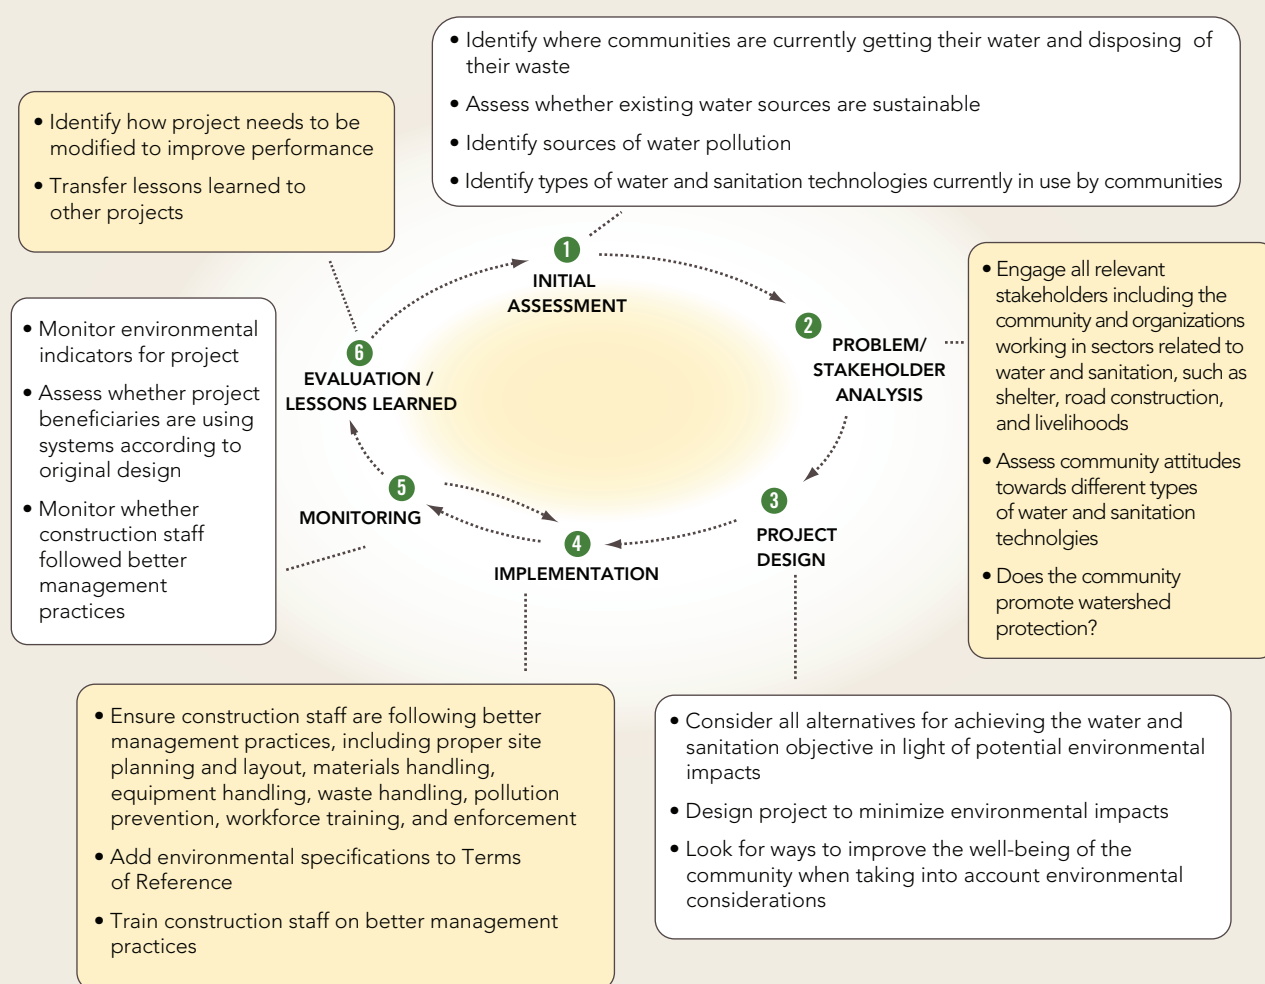 • Identify where communities are currently getting their water and disposing of
their waste
• Assess whether existing water sources are sustainable
• Identify sources of water pollution
• Identify types of water and sanitation technologies currently in use by communities
• Identify how project needs to be
modified to improve performance
• Transfer lessons learned to
other projects
1
INITIAL
ASSESSMENT
2
PROBLEM/
STAKEHOLDER
ANALYSIS
• Engage all relevant
stakeholders including the
community and organizations
working in sectors related to
water and sanitation, such as
shelter, road construction,
and livelihoods
• Assess community attitudes
towards different types
of water and sanitation
technolgies
• Does the community
promote watershed
protection?
6
EVALUATION /
LESSONS LEARNED
• Monitor environmental
indicators for project
• Assess whether project
beneficiaries are using
systems according to
original design
• Monitor whether
construction staff
followed better
management
practices
5
MONITORING
4
IMPLEMENTATION
3
PROJECT
DESIGN
• Ensure construction staff are following better
management practices, including proper site
planning and layout, materials handling,
equipment handling, waste handling, pollution
prevention, workforce training, and enforcement
• Add environmental specifications to Terms
of Reference
• Train construction staff on better management
practices
• Consider all alternatives for achieving the water and
sanitation objective in light of potential environmental
impacts
• Design project to minimize environmental impacts
• Look for ways to improve the well-being of the
community when taking into account environmental
considerations